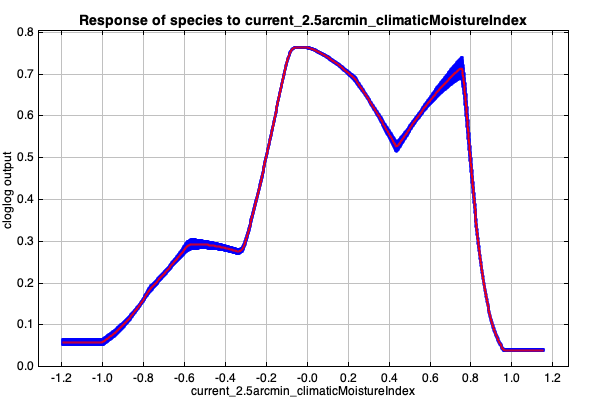 Response of species to current_2.5arcmin_climaticMoistureIndex
0.8
0.7
0.6
0.5
0.4
0.3
0.2
0.1
0.0
cloglog output
-1.2 -1.0 -0.8 -0.6 -0.4 -0.2 -0.0 0.2 0.4 0.6 0.8 1.0 1.2
current_2.5arcmin_climaticMoistureIndex